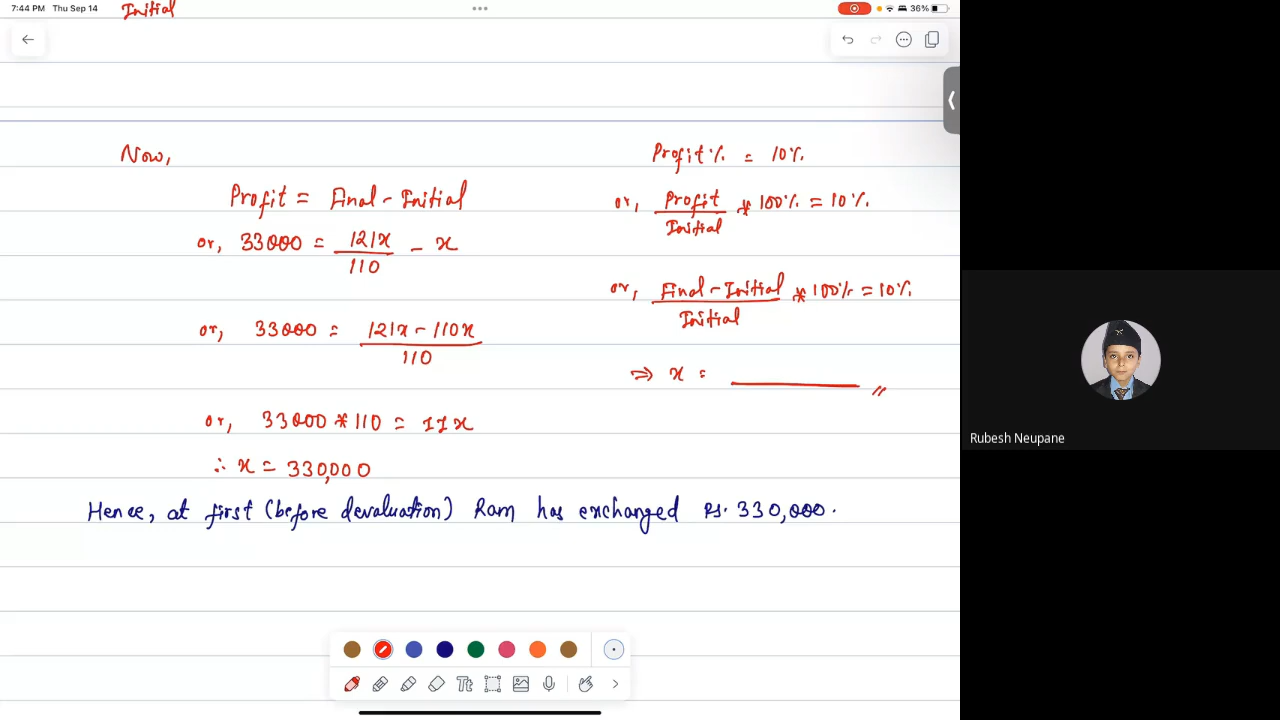 7:44 PM Thu Sep 14
36%
Initial
Now,
Profit = Final - Initial
or, 33000 = 121x/110 - x
or, 33000 = 121x - 110x/110
or, 33000 * 110 = 11x
∴ x = 330,000
Hence, at first (before devaluation) Ram has exchanged Rs. 330,000.
Profit % = 10%
or, Profit/Initial * 100% = 10%
or, Final - Initial/Initial * 100% = 10%
⇒ x = ________ //
Tt
Rubesh Neupane